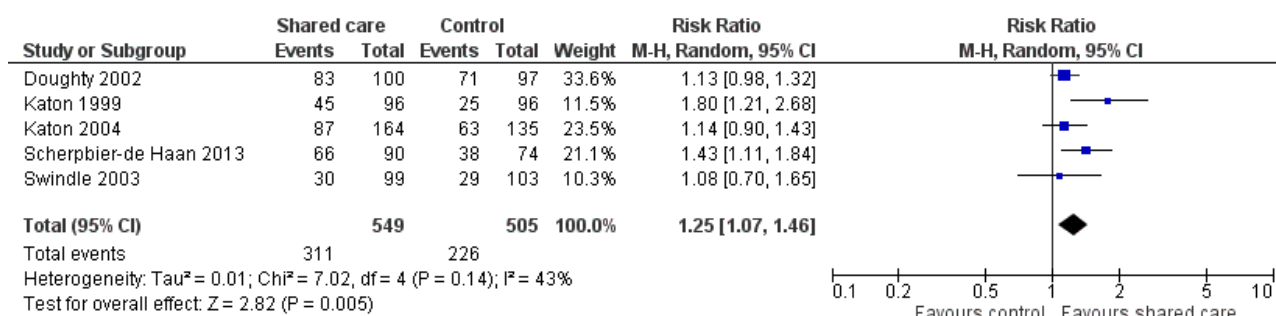 Shared care Control Risk Ratio Risk Ratio
Study or Subgroup Events Total Events Total Weight M-H, Random, 95% CI M-H, Random, 95% CI
Doughty 2002 83 100 71 97 33.6% 1.13 [0.98, 1.32]
Katon 1999 45 96 25 96 11.5% 1.80 [1.21, 2.68]
Katon 2004 87 164 63 135 23.5% 1.14 [0.90, 1.43]
Scherpbier-de Haan 2013 66 90 38 74 21.1% 1.43 [1.11, 1.84]
Swindle 2003 30 99 29 103 10.3% 1.08 [0.70, 1.65]
Total (95% CI) 549 505 100.0% 1.25 [1.07, 1.46]
Total events 311 226
Heterogeneity: Tau² = 0.01; Chi² = 7.02, df = 4 (P = 0.14); I² = 43%
Test for overall effect: Z = 2.82 (P = 0.005)
0.1 0.2 0.5 1 2 5 10
Favours control Favours shared care